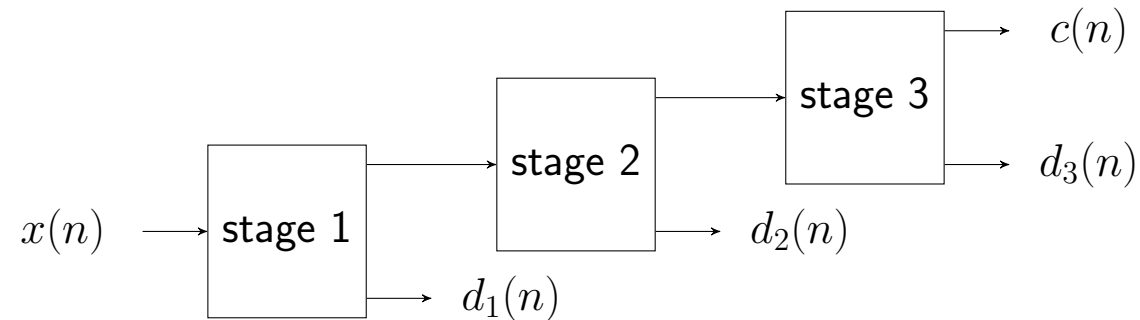 c(n)
stage 3
stage 2
d_3(n)
x(n)
stage 1
d_2(n)
d_1(n)